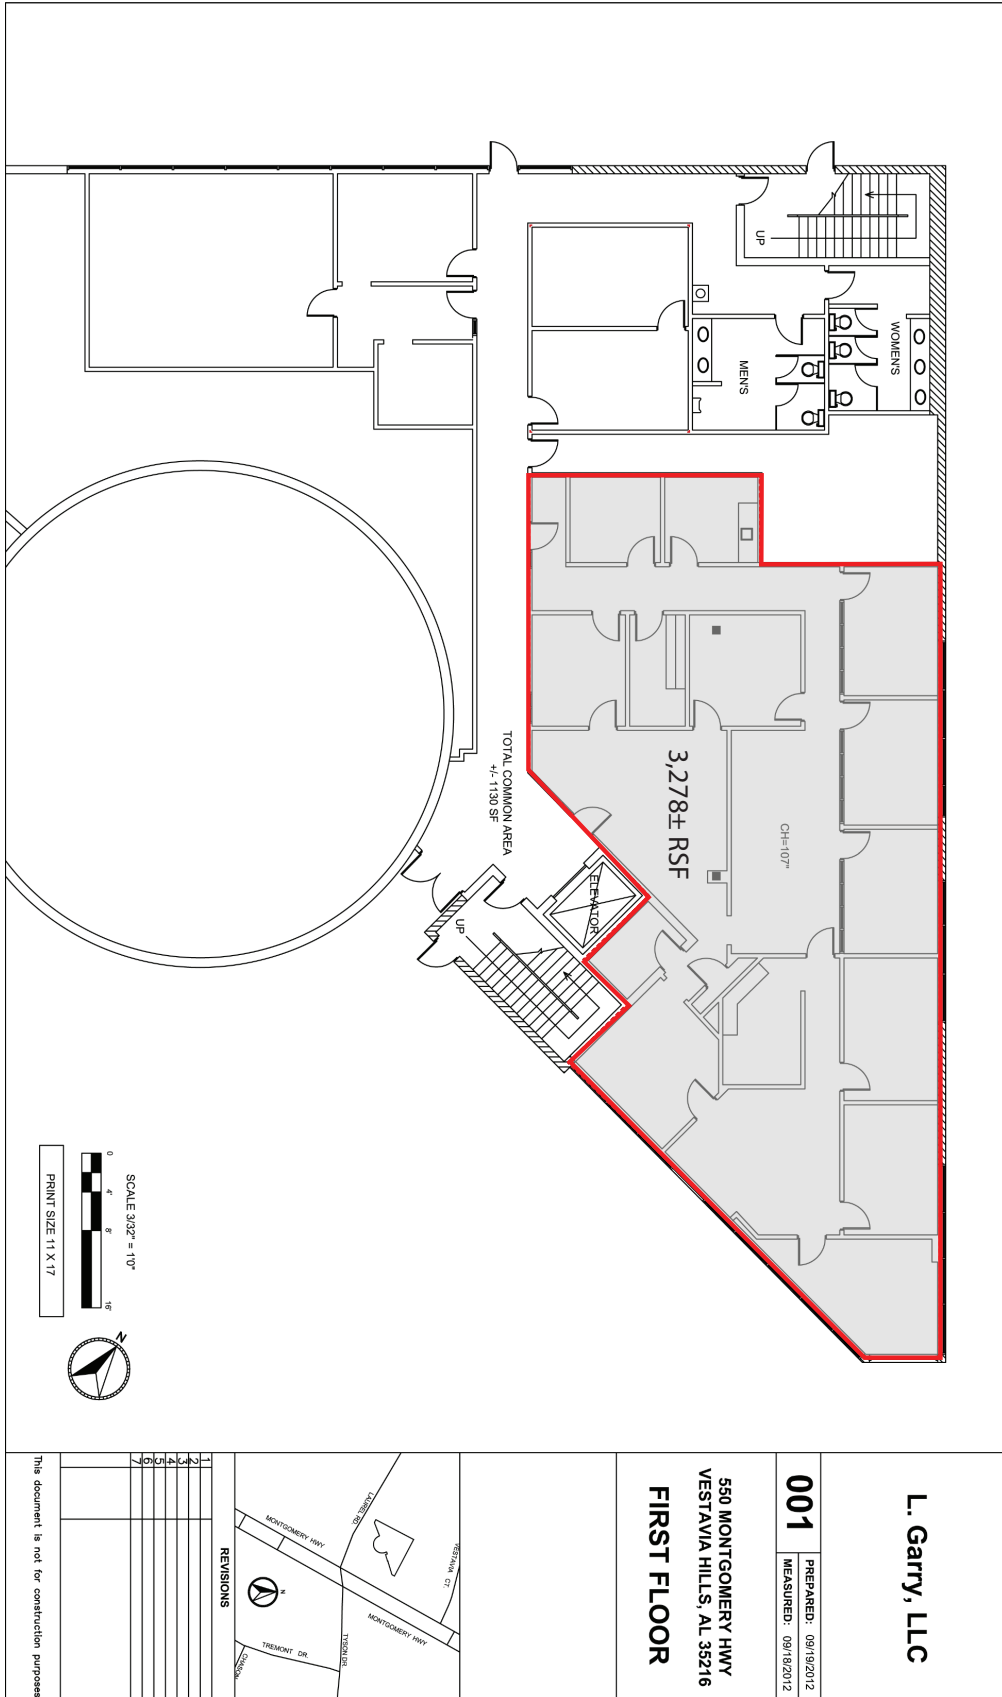 UP
WOMEN'S
MEN'S
3,278± RSF
CH=107"
TOTAL COMMON AREA
+/- 1130 SF
ELEVATOR
UP
SCALE 3/32" = 1'0"
0 4' 8' 16'
PRINT SIZE 11 X 17
N
L. Garry, LLC
001
PREPARED: 09/19/2012
MEASURED: 09/18/2012
550 MONTGOMERY HWY
VESTAVIA HILLS, AL 35216
FIRST FLOOR
VESTAVIA CT.
LAUREL RD.
MONTGOMERY HWY
MONTGOMERY HWY
TYSON DR.
TREMONT DR.
N
REVISIONS
1
2
3
4
5
6
7
This document is not for construction purposes